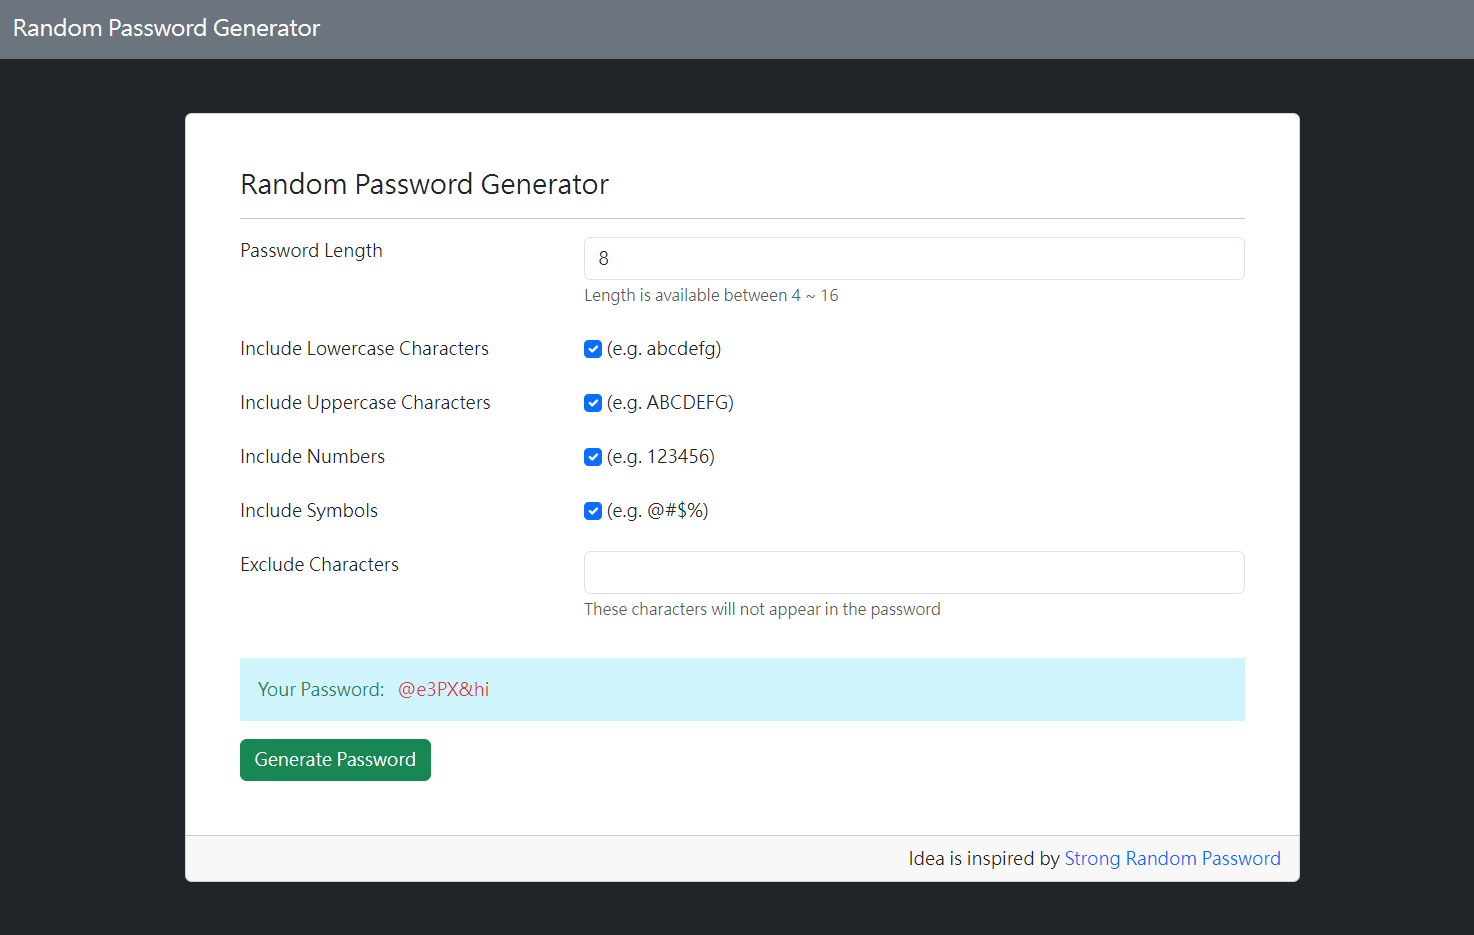 Random Password Generator
Random Password Generator
Password Length
8
Length is available between 4 ~ 16
Include Lowercase Characters (e.g. abcdefg)
Include Uppercase Characters (e.g. ABCDEFG)
Include Numbers (e.g. 123456)
Include Symbols (e.g. @#$%)
Exclude Characters
These characters will not appear in the password
Your Password: @e3PX&hi
Generate Password
Idea is inspired by Strong Random Password